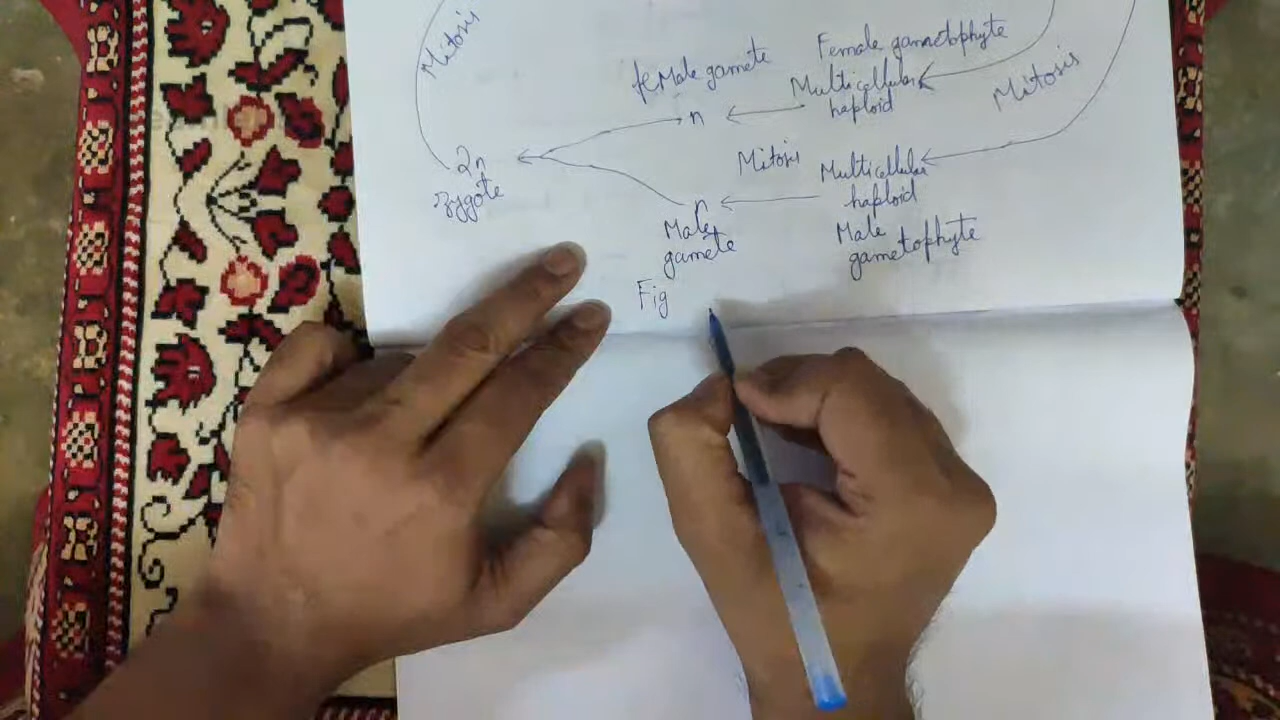 Mitosis
Female gametophyte
feMale gamete
Multicellular
haploid
Mitosis
n
2n
zygote
Mitosis
Multicellular
haploid
n
Male
gamete
Male
gametophyte
Fig